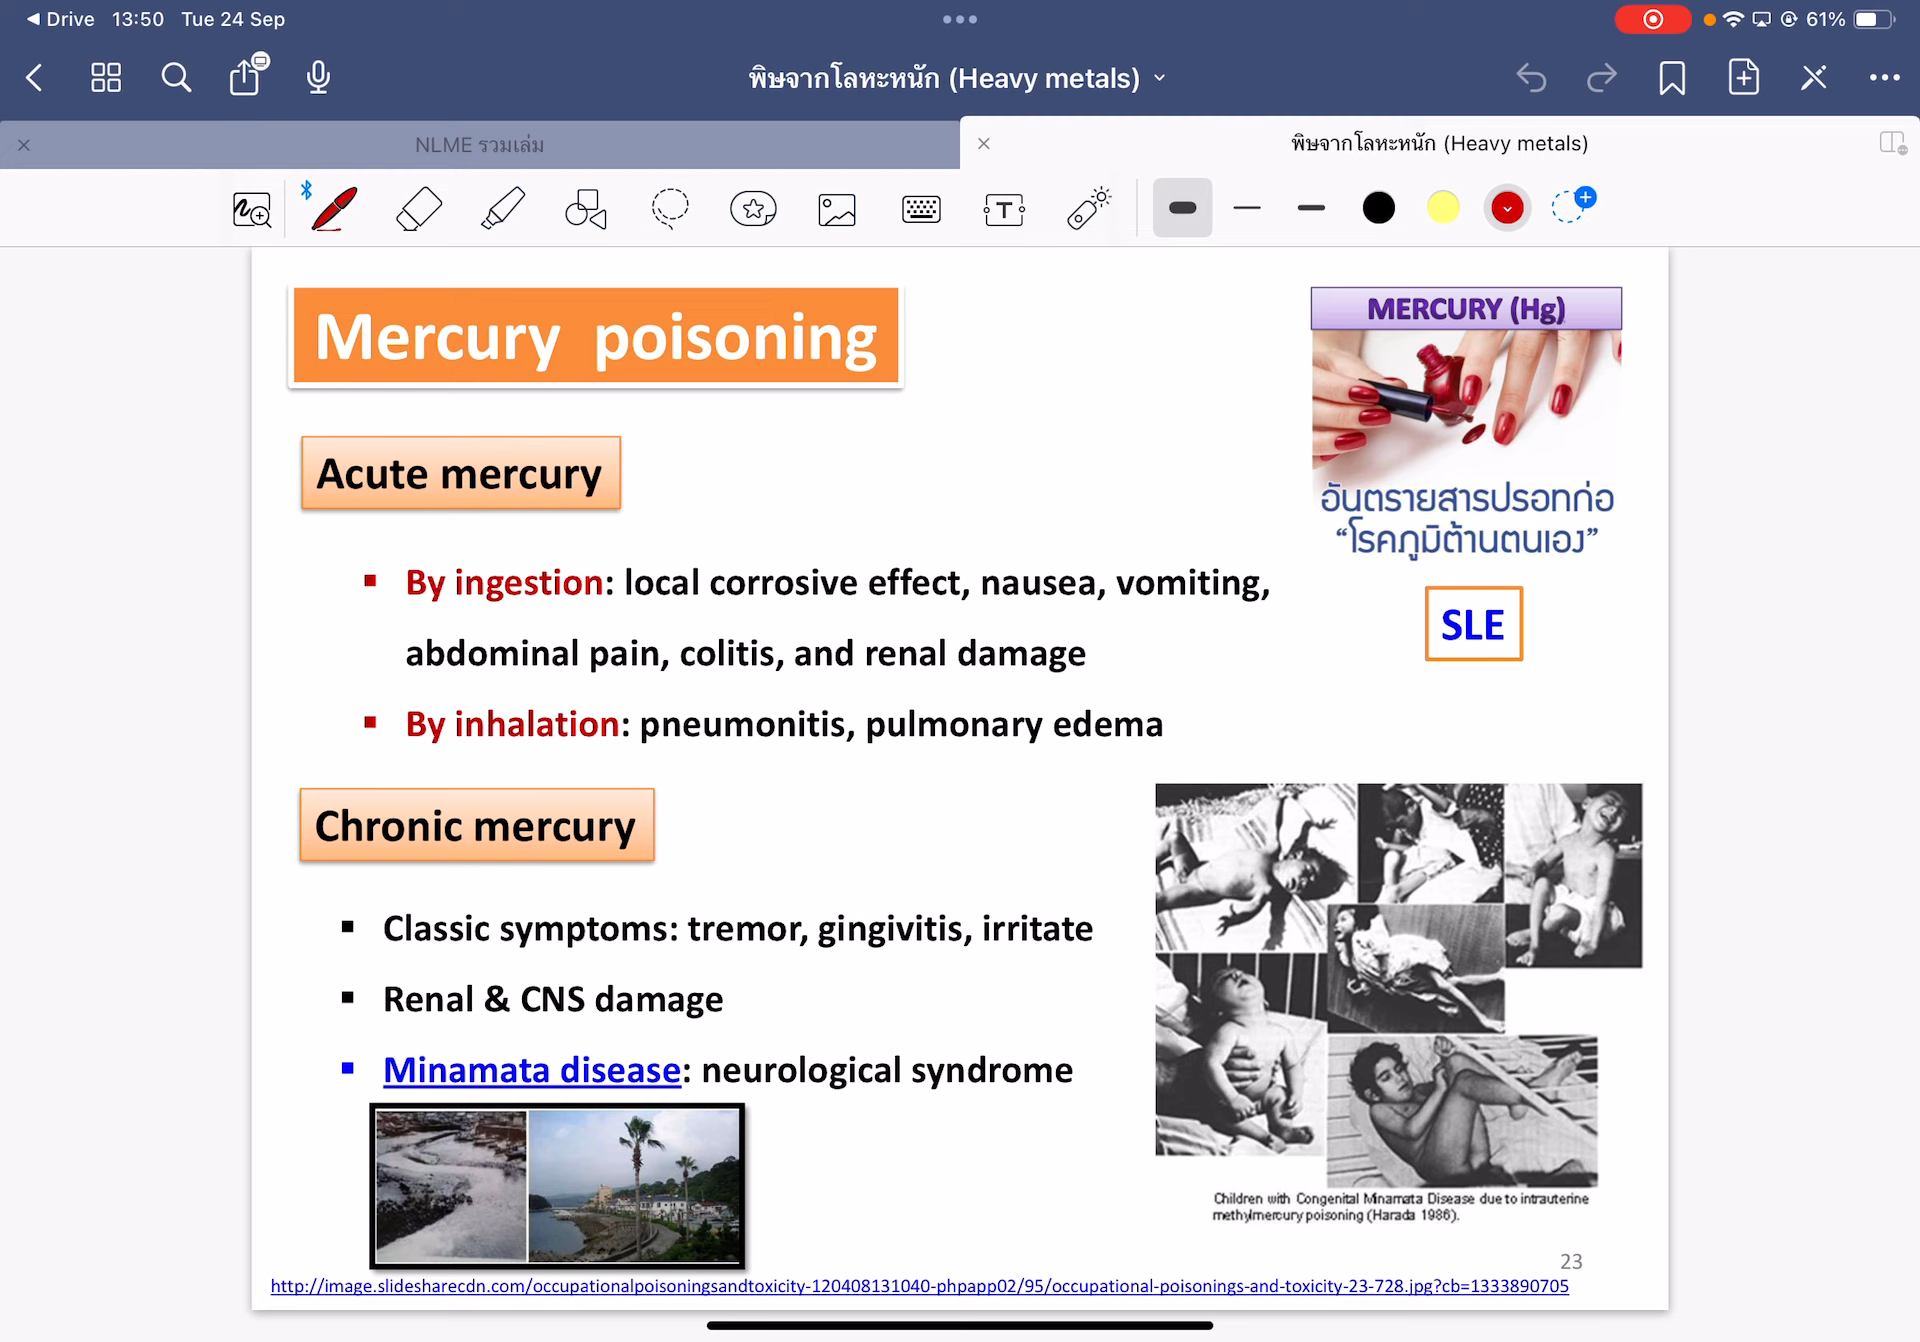 Drive 13:50 Tue 24 Sep
61%
พิษจากโลหะหนัก (Heavy metals)
NLME รวมเล่ม
พิษจากโลหะหนัก (Heavy metals)
Mercury poisoning
MERCURY (Hg)
อันตรายสารปรอทก่อ
“โรคภูมิต้านตนเอง”
SLE
Acute mercury
▪ By ingestion: local corrosive effect, nausea, vomiting,
abdominal pain, colitis, and renal damage
▪ By inhalation: pneumonitis, pulmonary edema
Chronic mercury
▪ Classic symptoms: tremor, gingivitis, irritate
▪ Renal & CNS damage
▪ Minamata disease: neurological syndrome
Children with Congenital Minamata Disease due to intrauterine
methylmercury poisoning (Harada 1986).
23
http://image.slidesharecdn.com/occupationalpoisoningsandtoxicity-120408131040-phpapp02/95/occupational-poisonings-and-toxicity-23-728.jpg?cb=1333890705